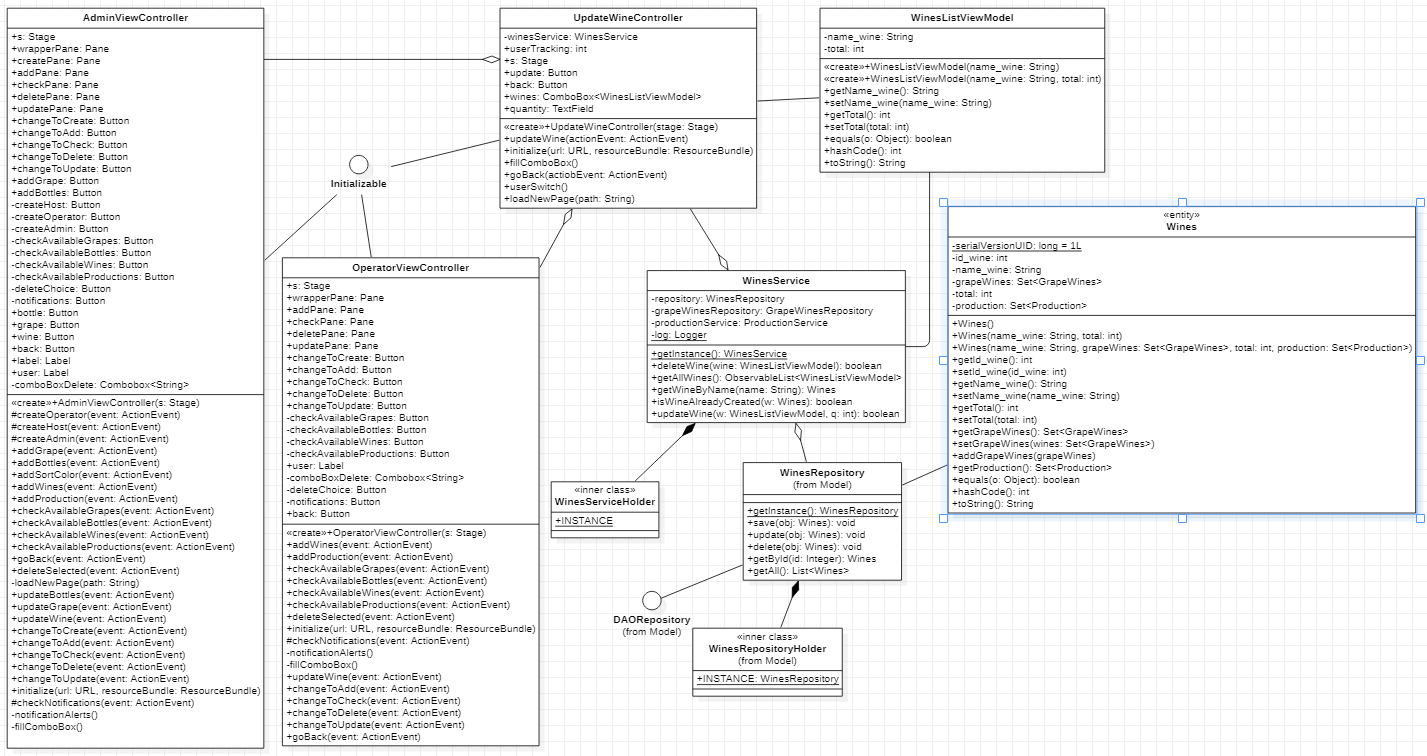 AdminViewController
+s: Stage
+wrapperPane: Pane
+createPane: Pane
+addPane: Pane
+checkPane: Pane
+deletePane: Pane
+updatePane: Pane
+changeToCreate: Button
+changeToAdd: Button
+changeToCheck: Button
+changeToDelete: Button
+changeToUpdate: Button
+addGrape: Button
+addBottles: Button
-createHost: Button
-createOperator: Button
-createAdmin: Button
-checkAvailableGrapes: Button
-checkAvailableBottles: Button
-checkAvailableWines: Button
-checkAvailableProductions: Button
-deleteChoice: Button
-notifications: Button
+bottle: Button
+grape: Button
+wine: Button
+back: Button
+label: Label
+user: Label
-comboBoxDelete: Combobox<String>
«create»+AdminViewController(s: Stage)
#createOperator(event: ActionEvent)
#createHost(event: ActionEvent)
#createAdmin(event: ActionEvent)
+addGrape(event: ActionEvent)
+addBottles(event: ActionEvent)
+addSortColor(event: ActionEvent)
+addWines(event: ActionEvent)
+addProduction(event: ActionEvent)
+checkAvailableGrapes(event: ActionEvent)
+checkAvailableBottles(event: ActionEvent)
+checkAvailableWines(event: ActionEvent)
+checkAvailableProductions(event: ActionEvent)
+goBack(event: ActionEvent)
+deleteSelected(event: ActionEvent)
-loadNewPage(path: String)
+updateBottles(event: ActionEvent)
+updateGrape(event: ActionEvent)
+updateWine(event: ActionEvent)
+changeToCreate(event: ActionEvent)
+changeToAdd(event: ActionEvent)
+changeToCheck(event: ActionEvent)
+changeToDelete(event: ActionEvent)
+changeToUpdate(event: ActionEvent)
+initialize(url: URL, resourceBundle: ResourceBundle)
#checkNotifications(event: ActionEvent)
-notificationAlerts()
-fillComboBox()
Initializable
OperatorViewController
+s: Stage
+wrapperPane: Pane
+addPane: Pane
+checkPane: Pane
+deletePane: Pane
+updatePane: Pane
+changeToCreate: Button
+changeToAdd: Button
+changeToCheck: Button
+changeToDelete: Button
+changeToUpdate: Button
-checkAvailableGrapes: Button
-checkAvailableBottles: Button
-checkAvailableWines: Button
-checkAvailableProductions: Button
+user: Label
-comboBoxDelete: Combobox<String>
-deleteChoice: Button
-notifications: Button
+back: Button
«create»+OperatorViewController(s: Stage)
+addWines(event: ActionEvent)
+addProduction(event: ActionEvent)
+checkAvailableGrapes(event: ActionEvent)
+checkAvailableBottles(event: ActionEvent)
+checkAvailableWines(event: ActionEvent)
+checkAvailableProductions(event: ActionEvent)
+deleteSelected(event: ActionEvent)
+initialize(url: URL, resourceBundle: ResourceBundle)
#checkNotifications(event: ActionEvent)
-notificationAlerts()
-fillComboBox()
+updateWine(event: ActionEvent)
+changeToAdd(event: ActionEvent)
+changeToCheck(event: ActionEvent)
+changeToDelete(event: ActionEvent)
+changeToUpdate(event: ActionEvent)
+goBack(event: ActionEvent)
UpdateWineController
-winesService: WinesService
+userTracking: int
+s: Stage
+update: Button
+back: Button
+wines: ComboBox<WinesListViewModel>
+quantity: TextField
«create»+UpdateWineController(stage: Stage)
+updateWine(actionEvent: ActionEvent)
+initialize(url: URL, resourceBundle: ResourceBundle)
+fillComboBox()
+goBack(actiobEvent: ActionEvent)
+userSwitch()
+loadNewPage(path: String)
WinesListViewModel
-name_wine: String
-total: int
«create»+WinesListViewModel(name_wine: String)
«create»+WinesListViewModel(name_wine: String, total: int)
+getName_wine(): String
+setName_wine(name_wine: String)
+getTotal(): int
+setTotal(total: int)
+equals(o: Object): boolean
+hashCode(): int
+toString(): String
WinesService
-repository: WinesRepository
-grapeWinesRepository: GrapeWinesRepository
-productionService: ProductionService
-log: Logger
+getInstance(): WinesService
+deleteWine(wine: WinesListViewModel): boolean
+getAllWines(): ObservableList<WinesListViewModel>
+getWineByName(name: String): Wines
+isWineAlreadyCreated(w: Wines): boolean
+updateWine(w: WinesListViewModel, q: int): boolean
«entity»
Wines
-serialVersionUID: long = 1L
-id_wine: int
-name_wine: String
-grapeWines: Set<GrapeWines>
-total: int
-production: Set<Production>
+Wines()
+Wines(name_wine: String, total: int)
+Wines(name_wine: String, grapeWines: Set<GrapeWines>, total: int, production: Set<Production>)
+getId_wine(): int
+setId_wine(id_wine: int)
+getName_wine(): String
+setName_wine(name_wine: String)
+getTotal(): int
+setTotal(total: int)
+getGrapeWines(): Set<GrapeWines>
+setGrapeWines(wines: Set<GrapeWines>)
+addGrapeWines(grapeWines)
+getProduction(): Set<Production>
+equals(o: Object): boolean
+hashCode(): int
+toString(): String
«inner class»
WinesServiceHolder
+INSTANCE
WinesRepository
(from Model)
+getInstance(): WinesRepository
+save(obj: Wines): void
+update(obj: Wines): void
+delete(obj: Wines): void
+getById(id: Integer): Wines
+getAll(): List<Wines>
DAORepository
(from Model)
«inner class»
WinesRepositoryHolder
(from Model)
+INSTANCE: WinesRepository